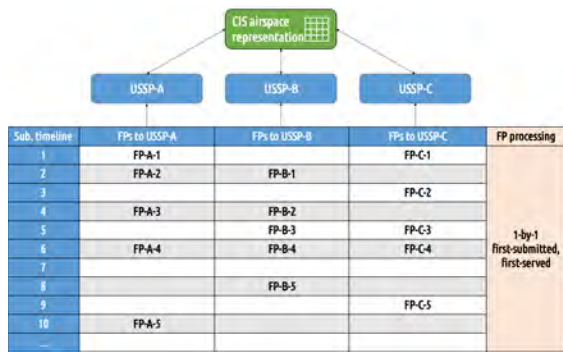 CIS airspace
representation
USSP-A USSP-B USSP-C
Sub. timeline FPs to USSP-A FPs to USSP-B FPs to USSP-C FP processing
1 FP-A-1 FP-C-1
2 FP-A-2 FP-B-1
3 FP-C-2
4 FP-A-3 FP-B-2
5 FP-B-3 FP-C-3
6 FP-A-4 FP-B-4 FP-C-4
7
8 FP-B-5
9 FP-C-5
10 FP-A-5
...
1-by-1
first-submitted,
first-served